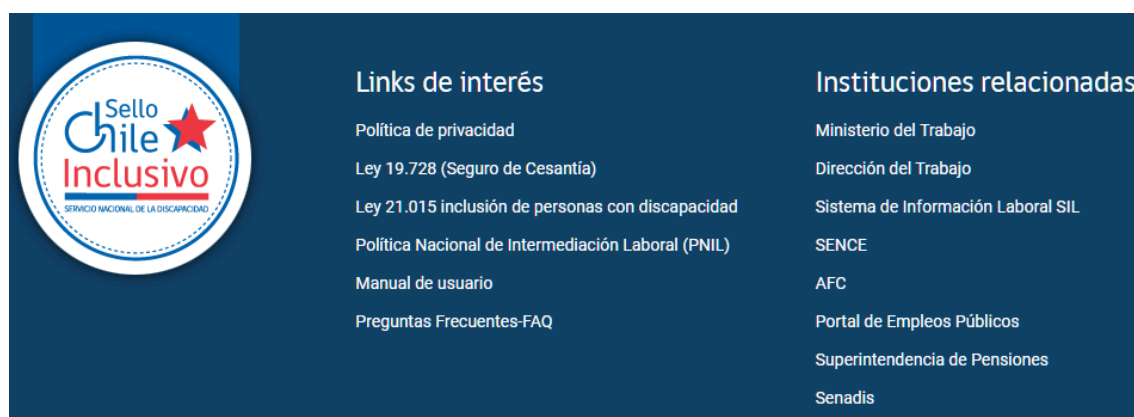 Sello
Chile
Inclusivo
SERVICIO NACIONAL DE LA DISCAPACIDAD
Links de interés
Política de privacidad
Ley 19.728 (Seguro de Cesantía)
Ley 21.015 inclusión de personas con discapacidad
Política Nacional de Intermediación Laboral (PNIL)
Manual de usuario
Preguntas Frecuentes-FAQ
Instituciones relacionadas
Ministerio del Trabajo
Dirección del Trabajo
Sistema de Información Laboral SIL
SENCE
AFC
Portal de Empleos Públicos
Superintendencia de Pensiones
Senadis